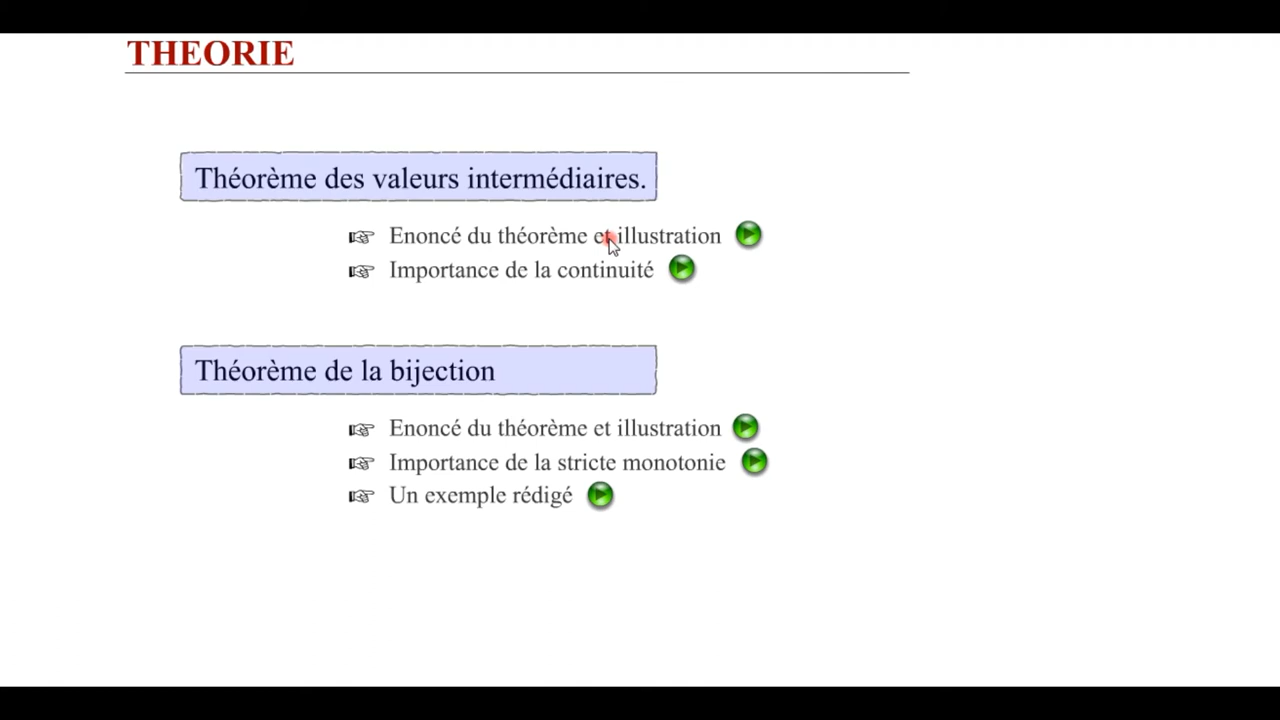 THEORIE
Théorème des valeurs intermédiaires.
Enoncé du théorème et illustration
Importance de la continuité
Théorème de la bijection
Enoncé du théorème et illustration
Importance de la stricte monotonie
Un exemple rédigé